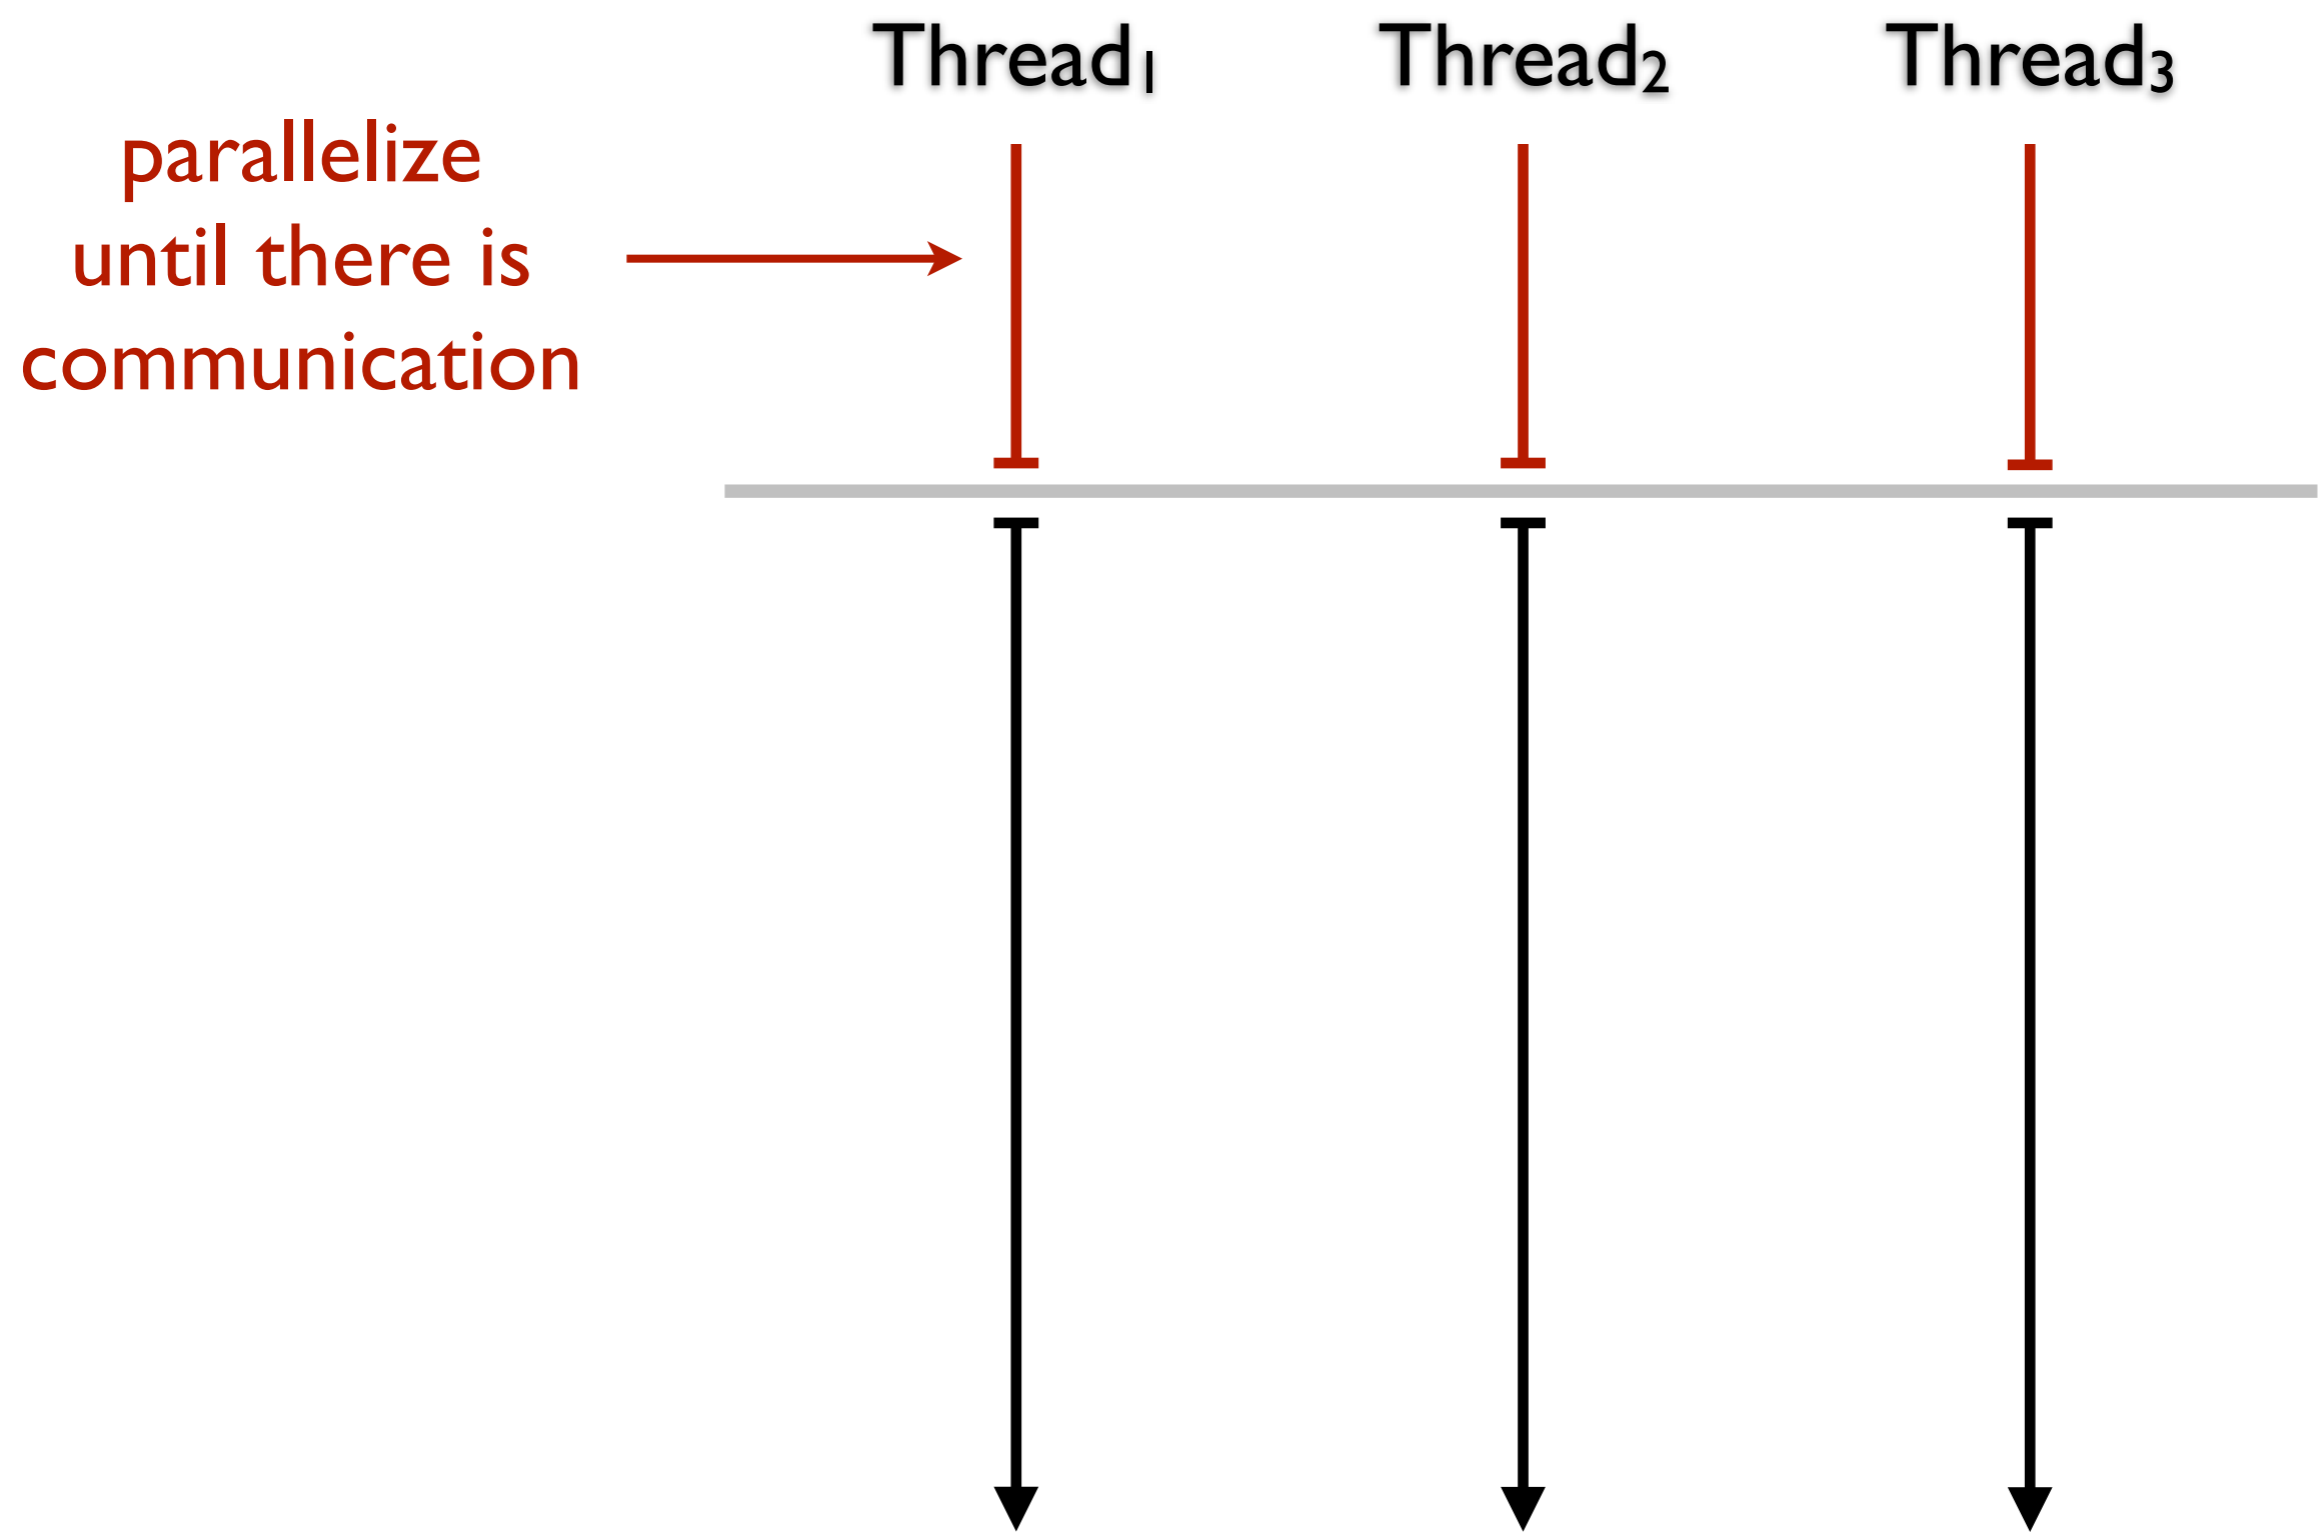 Thread₁ Thread₂ Thread₃
parallelize
until there is
communication